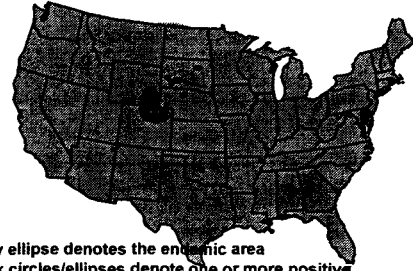 y ellipse denotes the endemic area
circles/ellipses denote one or more positive